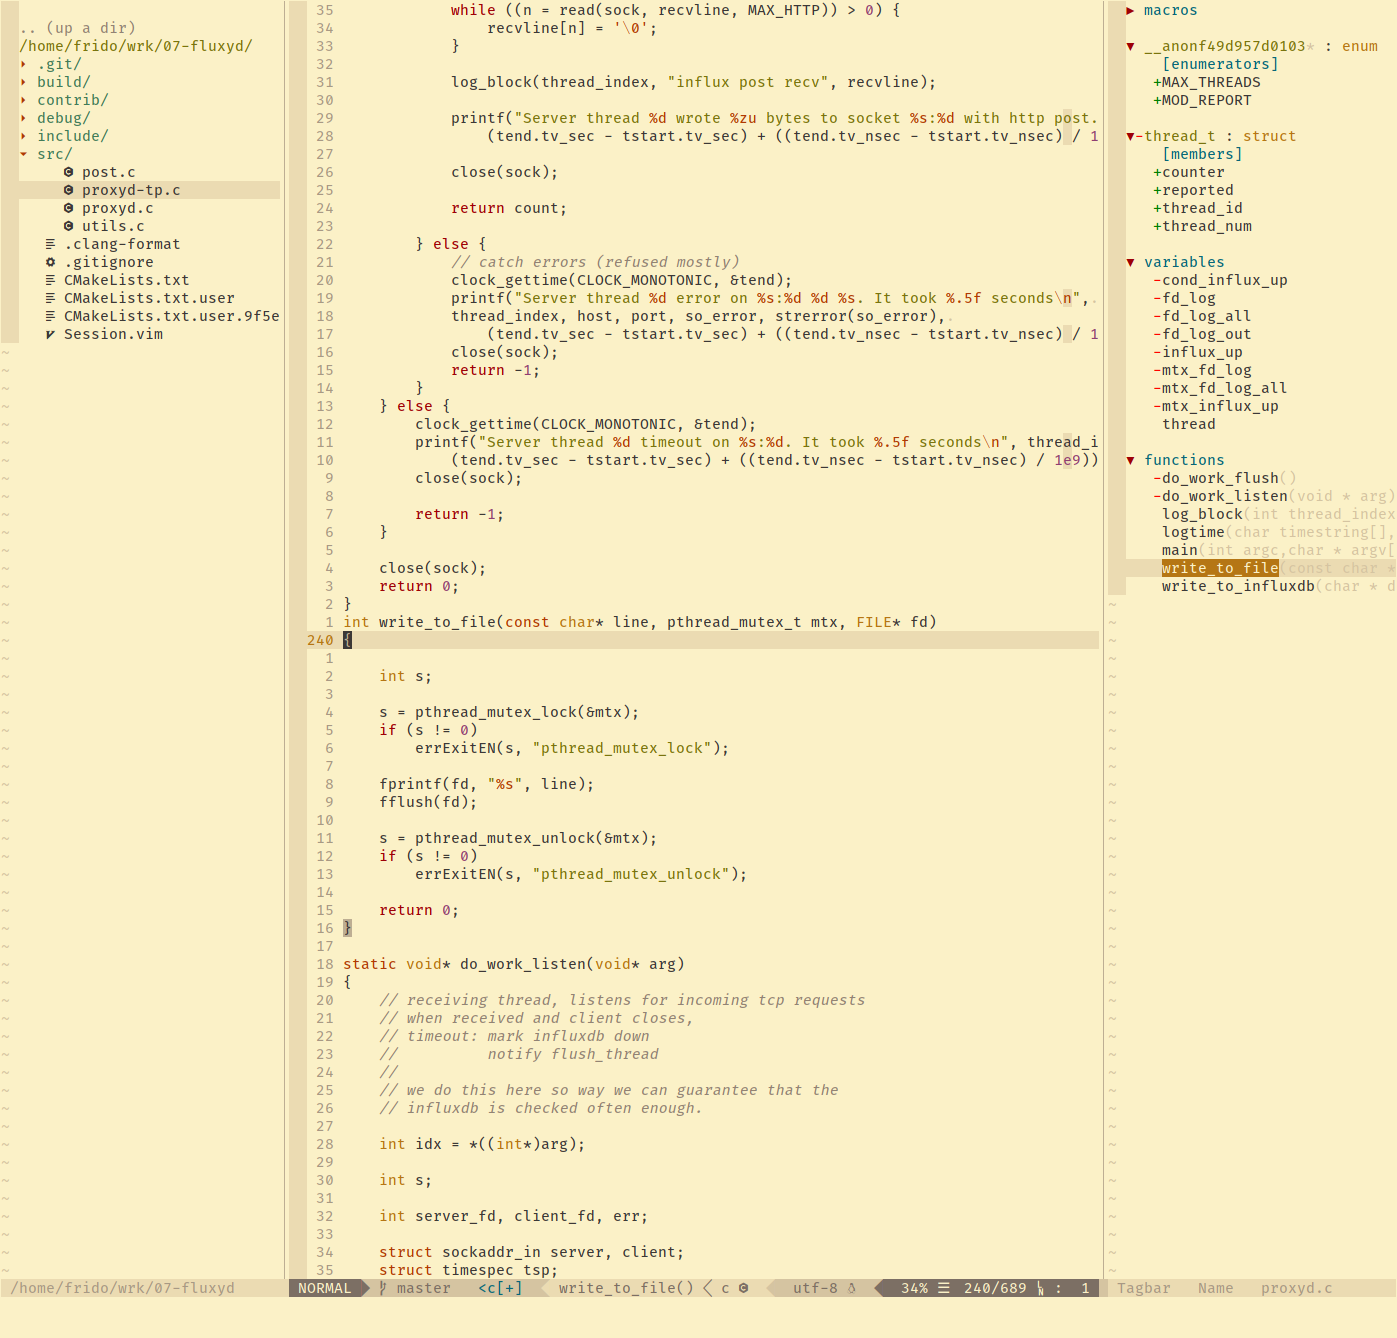 .. (up a dir)
/home/frido/wrk/07-fluxyd/
▸ .git/
▸ build/
▸ contrib/
▸ debug/
▸ include/
▾ src/
post.c
proxyd-tp.c
proxyd.c
utils.c
.clang-format
.gitignore
CMakeLists.txt
CMakeLists.txt.user
CMakeLists.txt.user.9f5e
Session.vim
35             while ((n = read(sock, recvline, MAX_HTTP)) > 0) {
34                 recvline[n] = '\0';
33             }
32
31             log_block(thread_index, "influx post recv", recvline);
30
29             printf("Server thread %d wrote %zu bytes to socket %s:%d with http post.
28                 (tend.tv_sec - tstart.tv_sec) + ((tend.tv_nsec - tstart.tv_nsec) / 1
27
26             close(sock);
25
24             return count;
23
22         } else {
21             // catch errors (refused mostly)
20             clock_gettime(CLOCK_MONOTONIC, &tend);
19             printf("Server thread %d error on %s:%d %d %s. It took %.5f seconds\n",.
18             thread_index, host, port, so_error, strerror(so_error),.
17                 (tend.tv_sec - tstart.tv_sec) + ((tend.tv_nsec - tstart.tv_nsec) / 1
16             close(sock);
15             return -1;
14         }
13     } else {
12         clock_gettime(CLOCK_MONOTONIC, &tend);
11         printf("Server thread %d timeout on %s:%d. It took %.5f seconds\n", thread_i
10             (tend.tv_sec - tstart.tv_sec) + ((tend.tv_nsec - tstart.tv_nsec) / 1e9))
9         close(sock);
8
7         return -1;
6     }
5
4     close(sock);
3     return 0;
2 }
1 int write_to_file(const char* line, pthread_mutex_t mtx, FILE* fd)
240 {
1
2     int s;
3
4     s = pthread_mutex_lock(&mtx);
5     if (s != 0)
6         errExitEN(s, "pthread_mutex_lock");
7
8     fprintf(fd, "%s", line);
9     fflush(fd);
10
11     s = pthread_mutex_unlock(&mtx);
12     if (s != 0)
13         errExitEN(s, "pthread_mutex_unlock");
14
15     return 0;
16 }
17
18 static void* do_work_listen(void* arg)
19 {
20     // receiving thread, listens for incoming tcp requests
21     // when received and client closes,
22     // timeout: mark influxdb down
23     //          notify flush_thread
24     //
25     // we do this here so way we can guarantee that the
26     // influxdb is checked often enough.
27
28     int idx = *((int*)arg);
29
30     int s;
31
32     int server_fd, client_fd, err;
33
34     struct sockaddr_in server, client;
35     struct timespec tsp;
▶ macros
▼ __anonf49d957d0103* : enum
[enumerators]
+MAX_THREADS
+MOD_REPORT
▼-thread_t : struct
[members]
+counter
+reported
+thread_id
+thread_num
▼ variables
-cond_influx_up
-fd_log
-fd_log_all
-fd_log_out
-influx_up
-mtx_fd_log
-mtx_fd_log_all
-mtx_influx_up
thread
▼ functions
-do_work_flush()
-do_work_listen(void * arg)
log_block(int thread_index
logtime(char timestring[],
main(int argc,char * argv[
write_to_file(const char *
write_to_influxdb(char * d
/home/frido/wrk/07-fluxyd
NORMAL master <c[+] write_to_file() c utf-8 34% ☰ 240/689 : 1
Tagbar Name proxyd.c